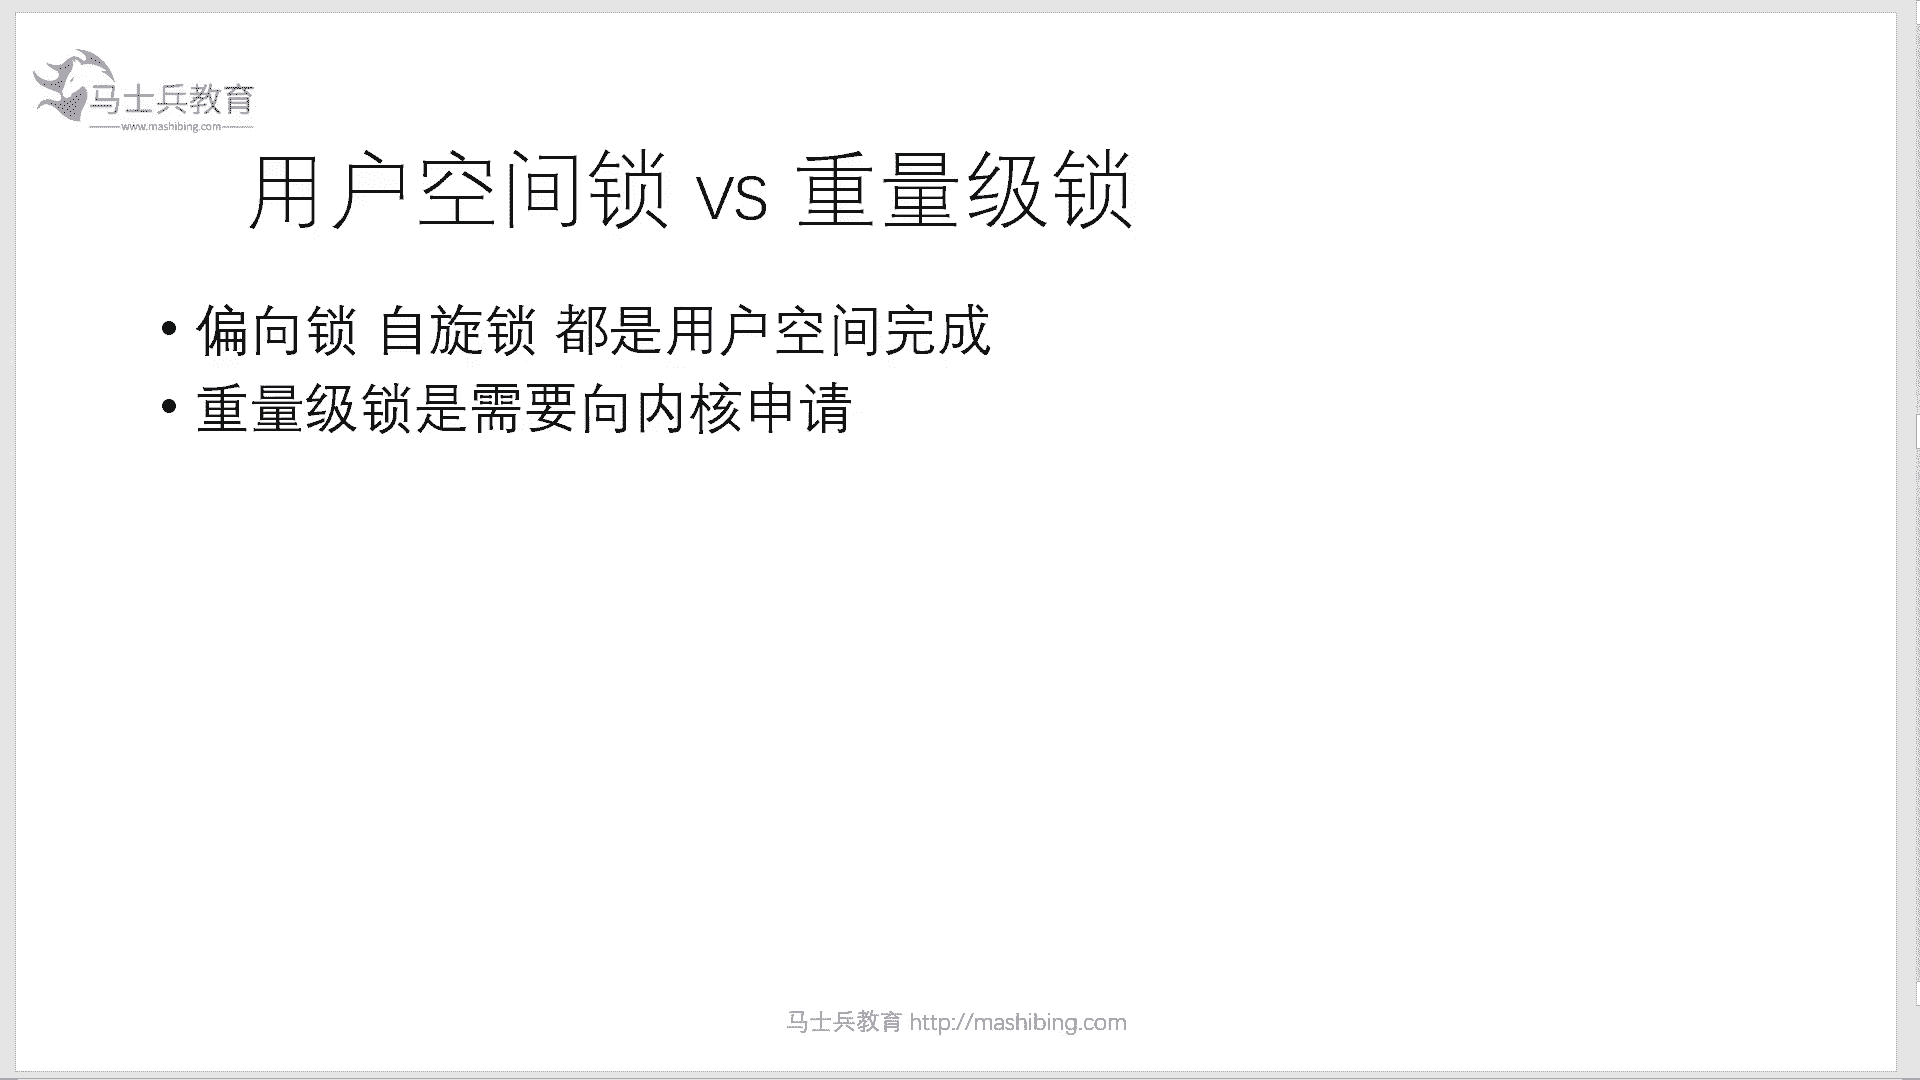 马士兵教育
www.mashibing.com
用户空间锁 vs 重量级锁
• 偏向锁 自旋锁 都是用户空间完成
• 重量级锁是需要向内核申请
马士兵教育 http://mashibing.com